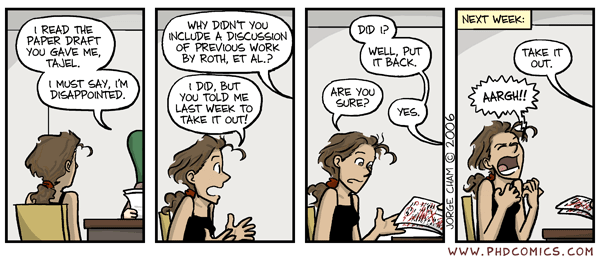 I READ THE
PAPER DRAFT
YOU GAVE ME,
TAJEL.
I MUST SAY, I'M
DISAPPOINTED.
WHY DIDN'T YOU
INCLUDE A DISCUSSION
OF PREVIOUS WORK
BY ROTH, ET AL.?
I DID, BUT
YOU TOLD ME
LAST WEEK TO
TAKE IT OUT!
DID I?
WELL, PUT
IT BACK.
ARE YOU
SURE?
YES.
JORGE CHAM © 2006
NEXT WEEK:
TAKE IT
OUT.
AARGH!!
WWW.PHDCOMICS.COM